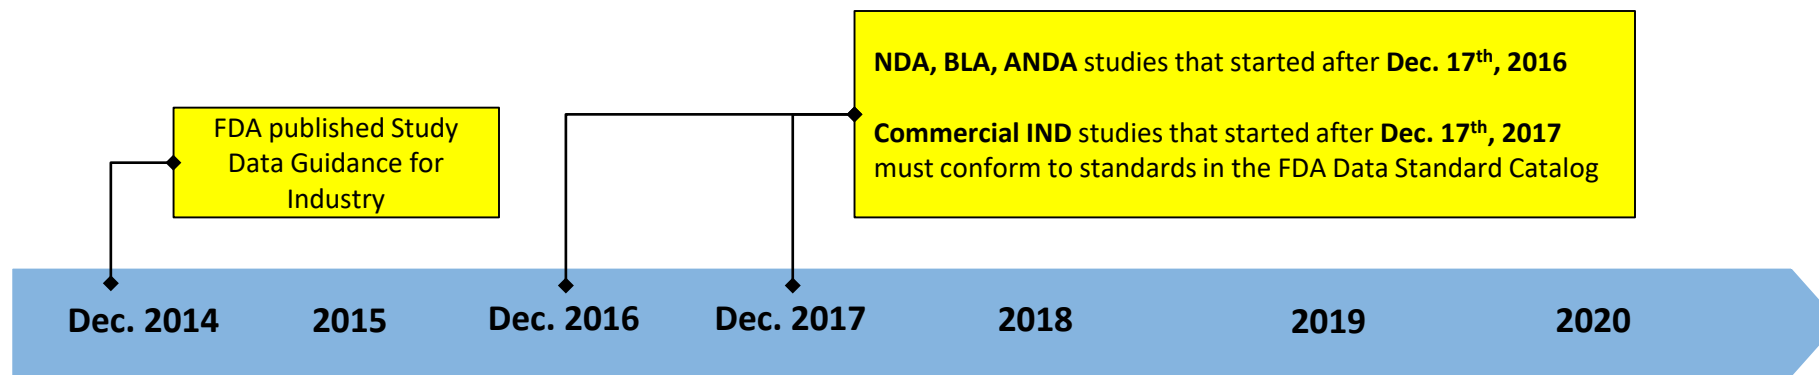 NDA, BLA, ANDA studies that started after Dec. 17th, 2016
Commercial IND studies that started after Dec. 17th, 2017
must conform to standards in the FDA Data Standard Catalog
FDA published Study
Data Guidance for
Industry
Dec. 2014 2015 Dec. 2016 Dec. 2017 2018 2019 2020